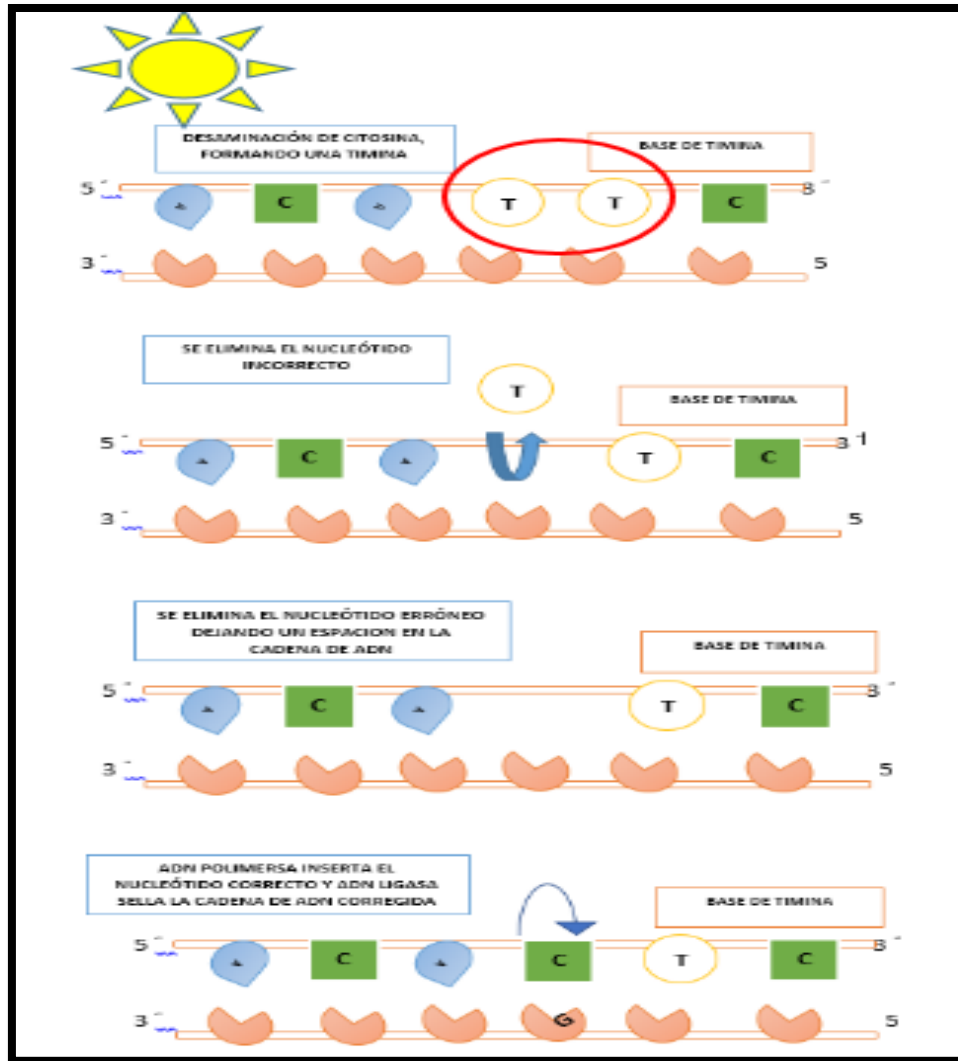 DESAMINACIÓN DE CITOSINA,
FORMANDO UNA TIMINA
BASE DE TIMINA
5´ 3´
A C A T T C
3´ 5
SE ELIMINA EL NUCLEÓTIDO
INCORRECTO
T
BASE DE TIMINA
5´ 3´
A C A T C
3´ 5
SE ELIMINA EL NUCLEÓTIDO ERRÓNEO
DEJANDO UN ESPACION EN LA
CADENA DE ADN
BASE DE TIMINA
5´ 3´
A C A T C
3´ 5
ADN POLIMERSA INSERTA EL
NUCLEÓTIDO CORRECTO Y ADN LIGASA
SELLA LA CADENA DE ADN CORREGIDA
BASE DE TIMINA
5´ 3´
A C A C T C
G
3´ 5